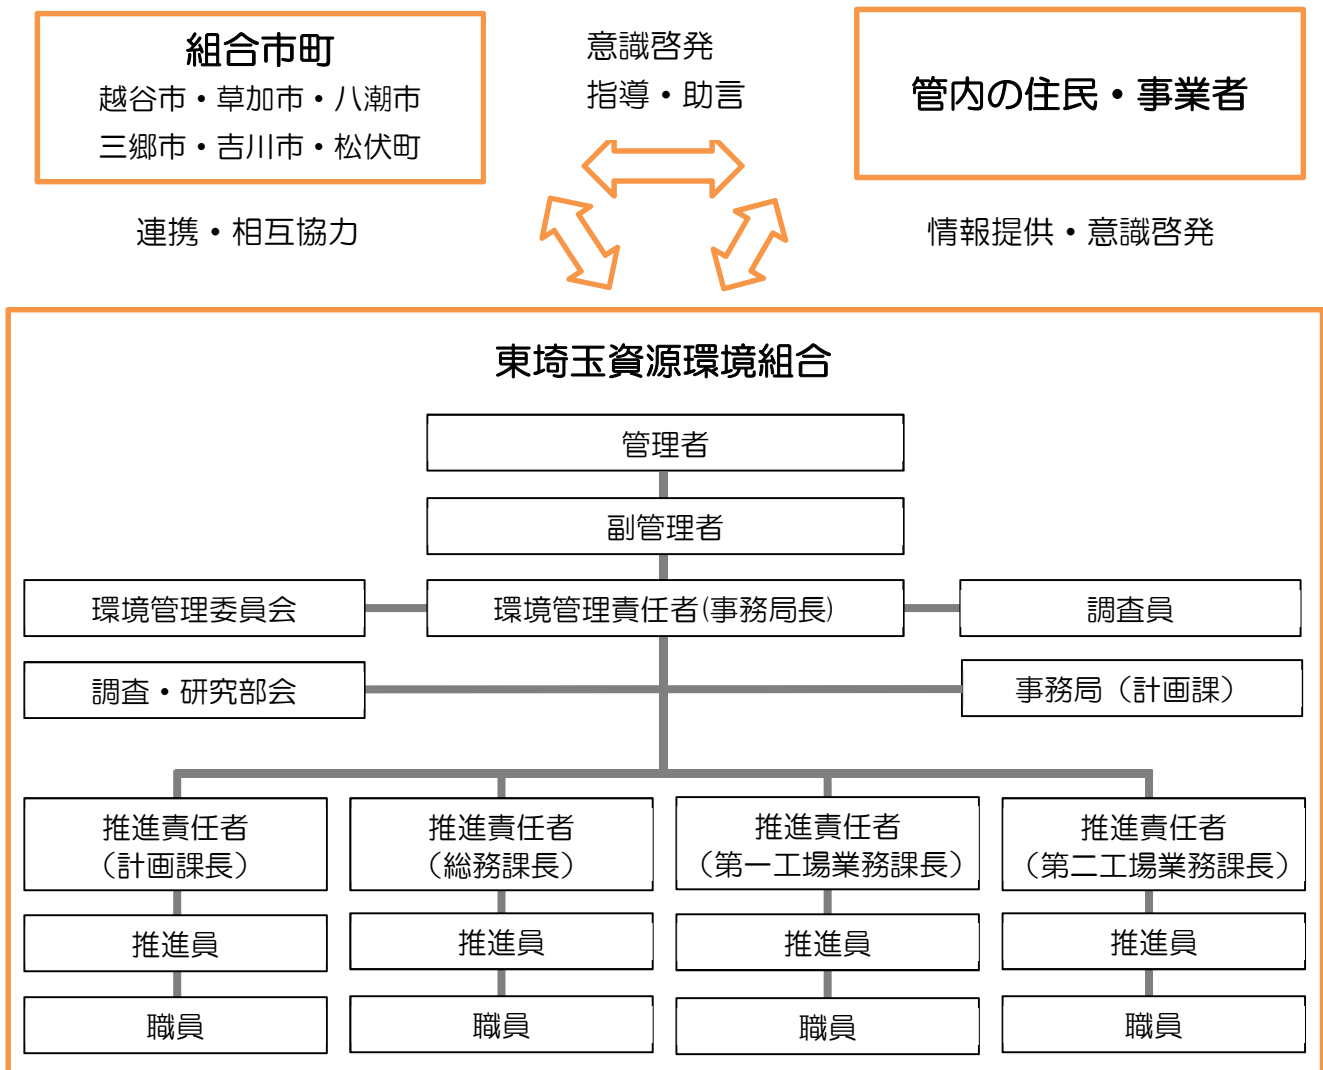 組合市町
越谷市・草加市・八潮市
三郷市・吉川市・松伏町
意識啓発
指導・助言
管内の住民・事業者
連携・相互協力
情報提供・意識啓発
東埼玉資源環境組合
管理者
副管理者
環境管理委員会
環境管理責任者(事務局長)
調査員
調査・研究部会
事務局（計画課）
推進責任者
（計画課長）
推進責任者
（総務課長）
推進責任者
（第一工場業務課長）
推進責任者
（第二工場業務課長）
推進員
推進員
推進員
推進員
職員
職員
職員
職員